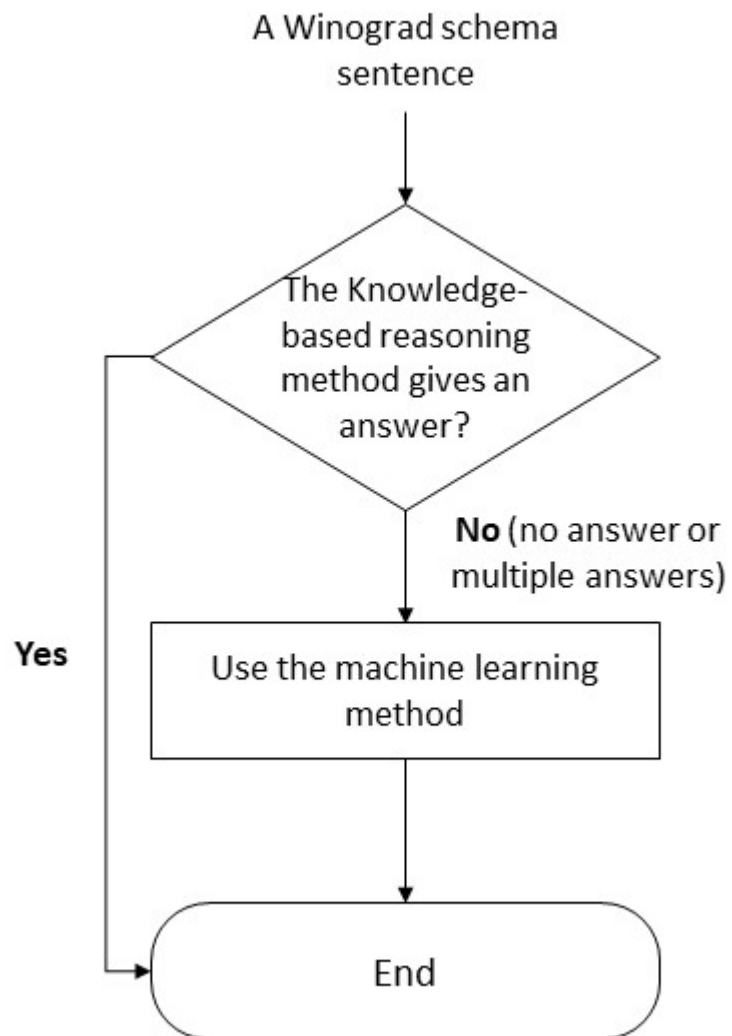 A Winograd schema
sentence
The Knowledge-
based reasoning
method gives an
answer?
No (no answer or
multiple answers)
Yes
Use the machine learning
method
End